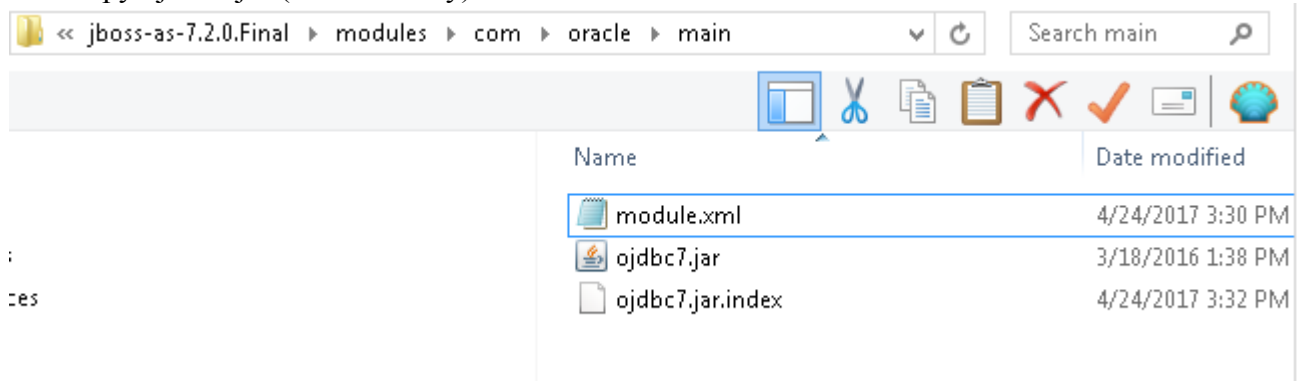 jboss-as-7.2.0.Final modules com oracle main Search main
Name Date modified
module.xml 4/24/2017 3:30 PM
ojdbc7.jar 3/18/2016 1:38 PM
ojdbc7.jar.index 4/24/2017 3:32 PM